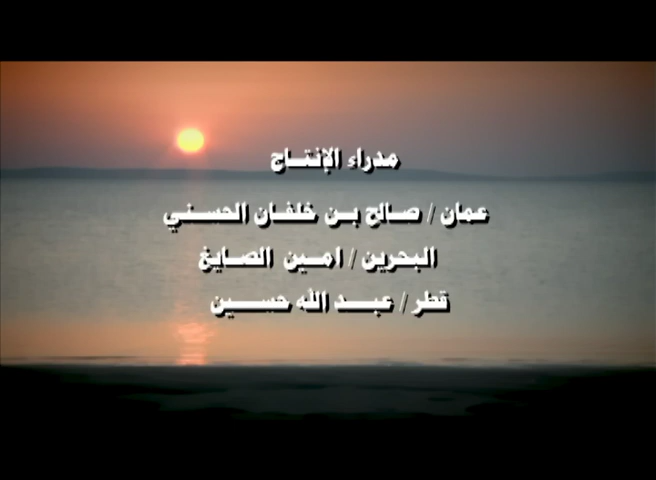 مدراء الإنتاج
عمان / صالح بن خلفان الحسني
البحرين / امين الصايغ
قطر / عبد الله حسين